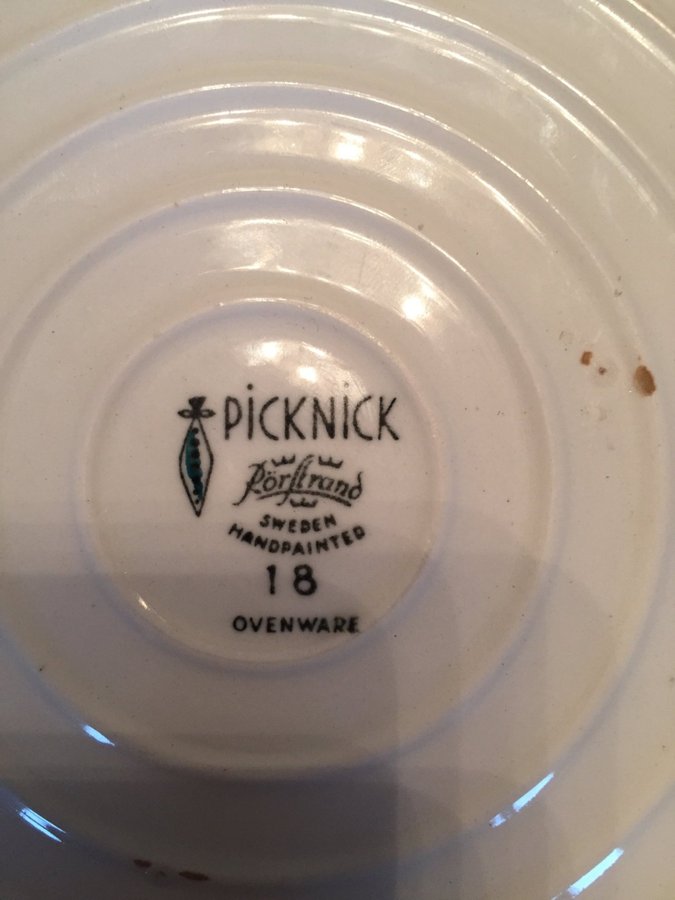 PiCKNiCK
Rörstrand
SWEDEN
HANDPAINTED
18
OVENWARE